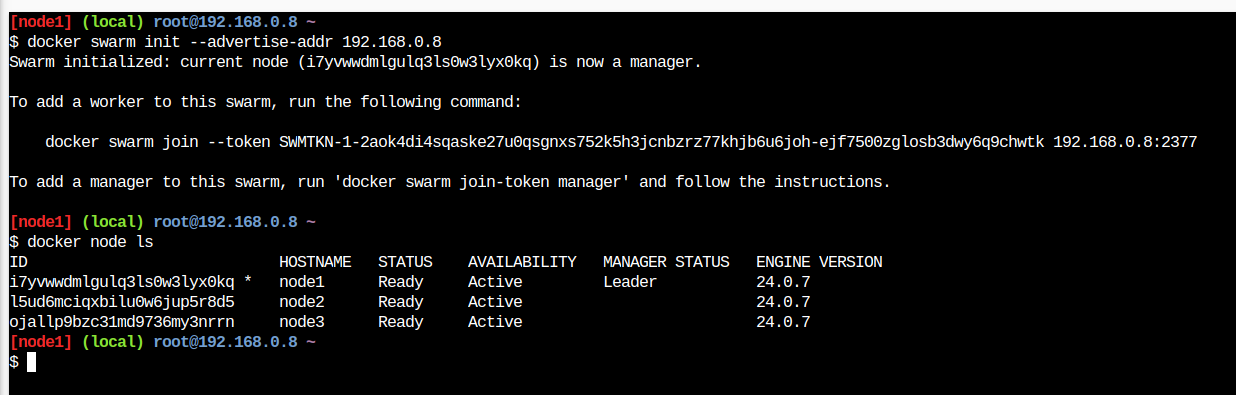 [node1] (local) root@192.168.0.8 ~
$ docker swarm init --advertise-addr 192.168.0.8
Swarm initialized: current node (i7yvwwdmlgulq3ls0w3lyx0kq) is now a manager.
To add a worker to this swarm, run the following command:
docker swarm join --token SWMTKN-1-2aok4di4sqaske27u0qsgnxs752k5h3jcnbzrz77khjb6u6joh-ejf7500zglosb3dwy6q9chwtk 192.168.0.8:2377
To add a manager to this swarm, run 'docker swarm join-token manager' and follow the instructions.
[node1] (local) root@192.168.0.8 ~
$ docker node ls
ID HOSTNAME STATUS AVAILABILITY MANAGER STATUS ENGINE VERSION
i7yvwwdmlgulq3ls0w3lyx0kq * node1 Ready Active Leader 24.0.7
l5ud6mciqxbilu0w6jup5r8d5 node2 Ready Active 24.0.7
ojallp9bzc31md9736my3nrrn node3 Ready Active 24.0.7
[node1] (local) root@192.168.0.8 ~
$